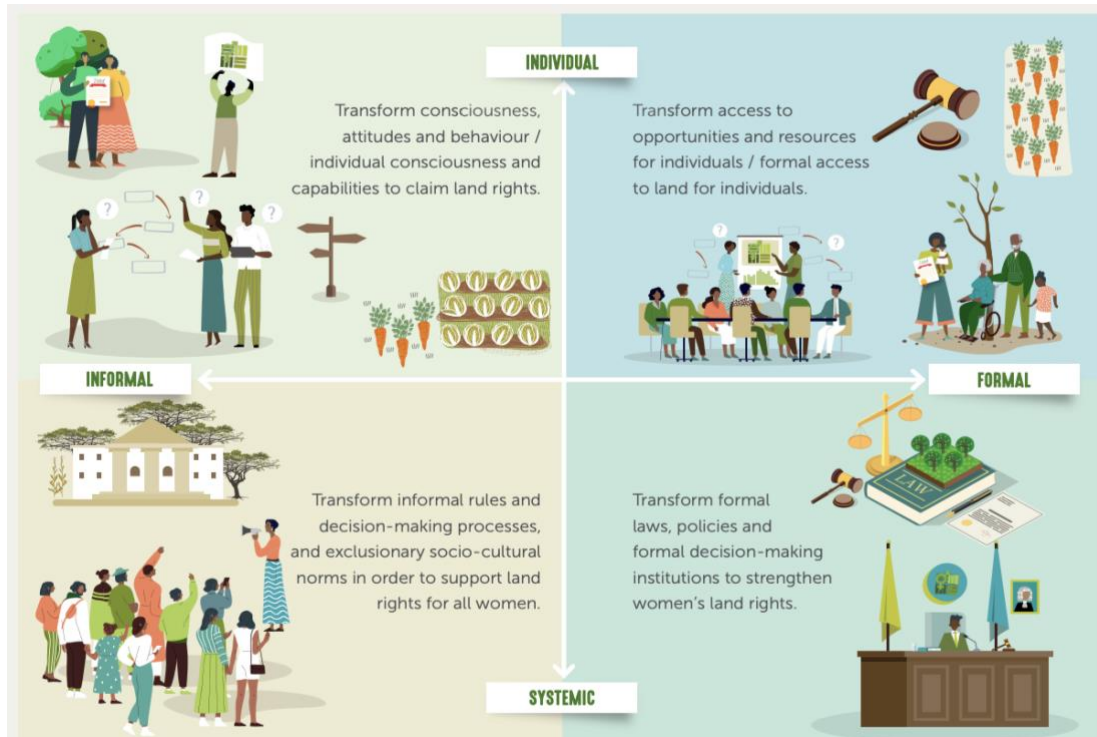 INDIVIDUAL
Transform consciousness,
attitudes and behaviour /
individual consciousness and
capabilities to claim land rights.
Transform access to
opportunities and resources
for individuals / formal access
to land for individuals.
?
?
?
?
?
INFORMAL
FORMAL
Transform informal rules and
decision-making processes,
and exclusionary socio-cultural
norms in order to support land
rights for all women.
Transform formal
laws, policies and
formal decision-making
institutions to strengthen
women's land rights.
LAW
SYSTEMIC